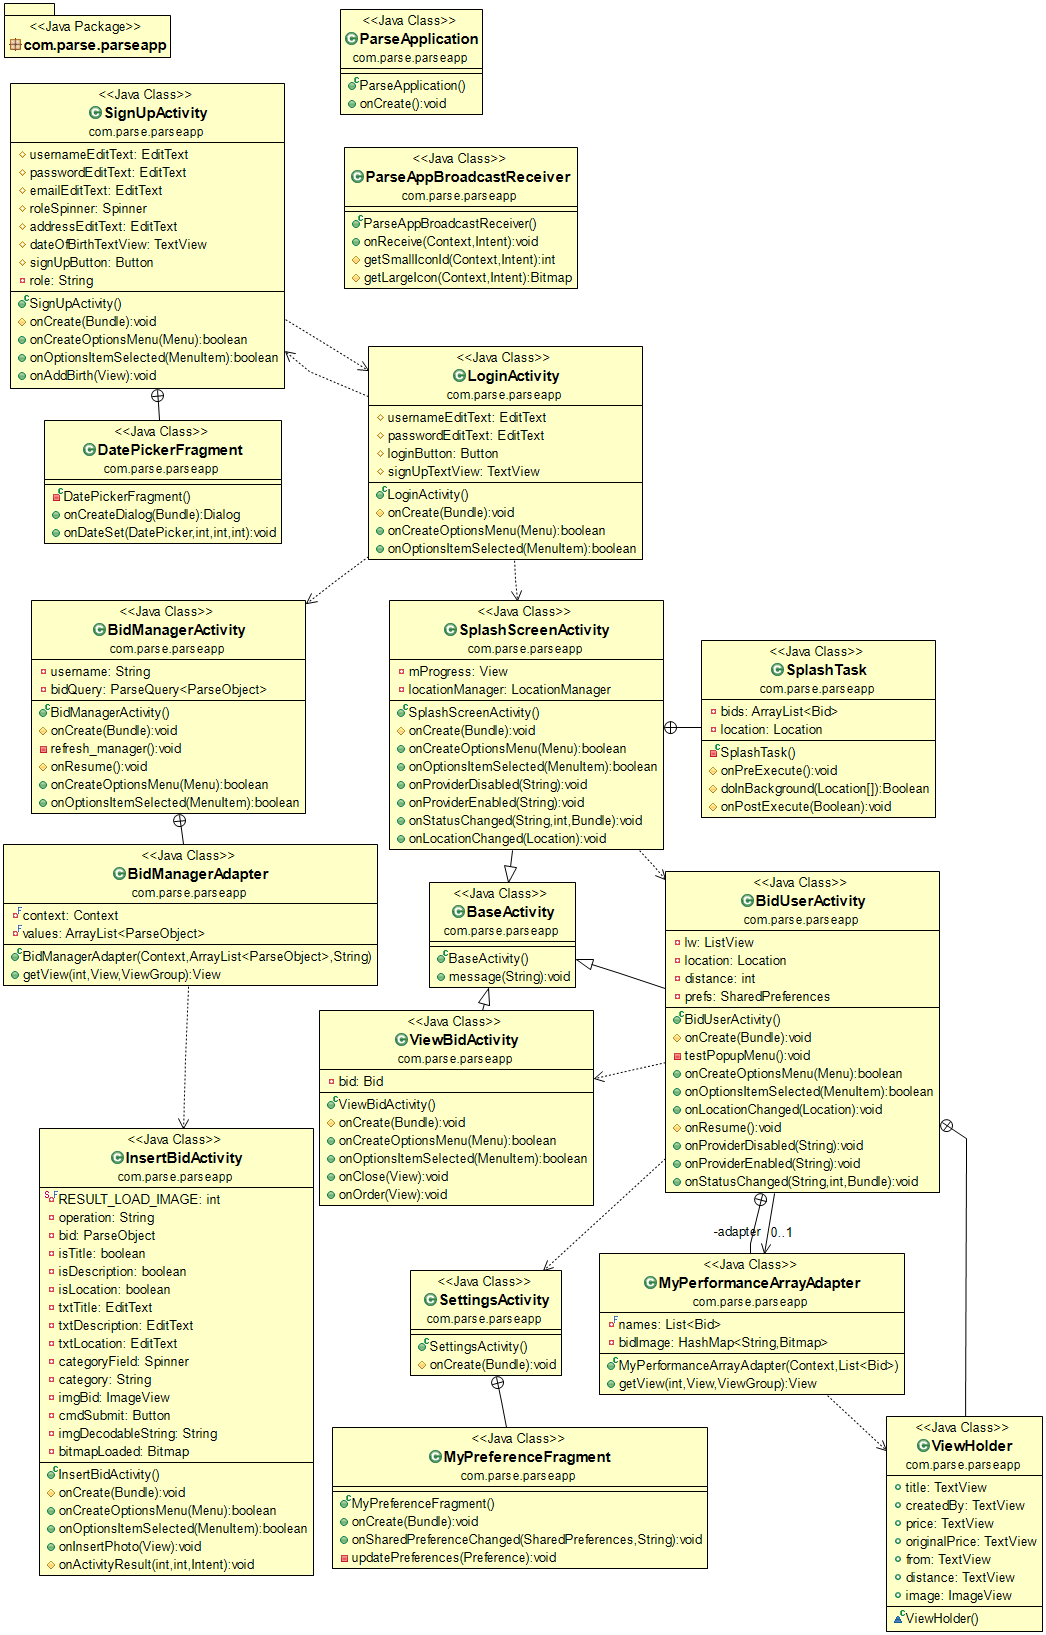 <<Java Package>>
com.parse.parseapp
<<Java Class>>
ParseApplication
com.parse.parseapp
ParseApplication()
onCreate():void
<<Java Class>>
SignUpActivity
com.parse.parseapp
usernameEditText: EditText
passwordEditText: EditText
emailEditText: EditText
roleSpinner: Spinner
addressEditText: EditText
dateOfBirthTextView: TextView
signUpButton: Button
role: String
SignUpActivity()
onCreate(Bundle):void
onCreateOptionsMenu(Menu):boolean
onOptionsItemSelected(MenuItem):boolean
onAddBirth(View):void
<<Java Class>>
ParseAppBroadcastReceiver
com.parse.parseapp
ParseAppBroadcastReceiver()
onReceive(Context,Intent):void
getSmallIconId(Context,Intent):int
getLargeIcon(Context,Intent):Bitmap
<<Java Class>>
LoginActivity
com.parse.parseapp
usernameEditText: EditText
passwordEditText: EditText
loginButton: Button
signUpTextView: TextView
LoginActivity()
onCreate(Bundle):void
onCreateOptionsMenu(Menu):boolean
onOptionsItemSelected(MenuItem):boolean
<<Java Class>>
DatePickerFragment
com.parse.parseapp
DatePickerFragment()
onCreateDialog(Bundle):Dialog
onDateSet(DatePicker,int,int,int):void
<<Java Class>>
BidManagerActivity
com.parse.parseapp
username: String
bidQuery: ParseQuery<ParseObject>
BidManagerActivity()
onCreate(Bundle):void
refresh_manager():void
onResume():void
onCreateOptionsMenu(Menu):boolean
onOptionsItemSelected(MenuItem):boolean
<<Java Class>>
SplashScreenActivity
com.parse.parseapp
mProgress: View
locationManager: LocationManager
SplashScreenActivity()
onCreate(Bundle):void
onCreateOptionsMenu(Menu):boolean
onOptionsItemSelected(MenuItem):boolean
onProviderDisabled(String):void
onProviderEnabled(String):void
onStatusChanged(String,int,Bundle):void
onLocationChanged(Location):void
<<Java Class>>
SplashTask
com.parse.parseapp
bids: ArrayList<Bid>
location: Location
SplashTask()
onPreExecute():void
doInBackground(Location[]):Boolean
onPostExecute(Boolean):void
<<Java Class>>
BidManagerAdapter
com.parse.parseapp
F context: Context
F values: ArrayList<ParseObject>
BidManagerAdapter(Context,ArrayList<ParseObject>,String)
getView(int,View,ViewGroup):View
<<Java Class>>
BaseActivity
com.parse.parseapp
BaseActivity()
message(String):void
<<Java Class>>
BidUserActivity
com.parse.parseapp
lw: ListView
location: Location
distance: int
prefs: SharedPreferences
BidUserActivity()
onCreate(Bundle):void
testPopupMenu():void
onCreateOptionsMenu(Menu):boolean
onOptionsItemSelected(MenuItem):boolean
onLocationChanged(Location):void
onResume():void
onProviderDisabled(String):void
onProviderEnabled(String):void
onStatusChanged(String,int,Bundle):void
<<Java Class>>
ViewBidActivity
com.parse.parseapp
bid: Bid
ViewBidActivity()
onCreate(Bundle):void
onCreateOptionsMenu(Menu):boolean
onOptionsItemSelected(MenuItem):boolean
onClose(View):void
onOrder(View):void
<<Java Class>>
InsertBidActivity
com.parse.parseapp
S F RESULT_LOAD_IMAGE: int
operation: String
bid: ParseObject
isTitle: boolean
isDescription: boolean
isLocation: boolean
txtTitle: EditText
txtDescription: EditText
txtLocation: EditText
categoryField: Spinner
category: String
imgBid: ImageView
cmdSubmit: Button
imgDecodableString: String
bitmapLoaded: Bitmap
InsertBidActivity()
onCreate(Bundle):void
onCreateOptionsMenu(Menu):boolean
onOptionsItemSelected(MenuItem):boolean
onInsertPhoto(View):void
onActivityResult(int,int,Intent):void
-adapter 0..1
<<Java Class>>
SettingsActivity
com.parse.parseapp
SettingsActivity()
onCreate(Bundle):void
<<Java Class>>
MyPerformanceArrayAdapter
com.parse.parseapp
F names: List<Bid>
bidImage: HashMap<String,Bitmap>
MyPerformanceArrayAdapter(Context,List<Bid>)
getView(int,View,ViewGroup):View
<<Java Class>>
MyPreferenceFragment
com.parse.parseapp
MyPreferenceFragment()
onCreate(Bundle):void
onSharedPreferenceChanged(SharedPreferences,String):void
updatePreferences(Preference):void
<<Java Class>>
ViewHolder
com.parse.parseapp
title: TextView
createdBy: TextView
price: TextView
originalPrice: TextView
from: TextView
distance: TextView
image: ImageView
ViewHolder()